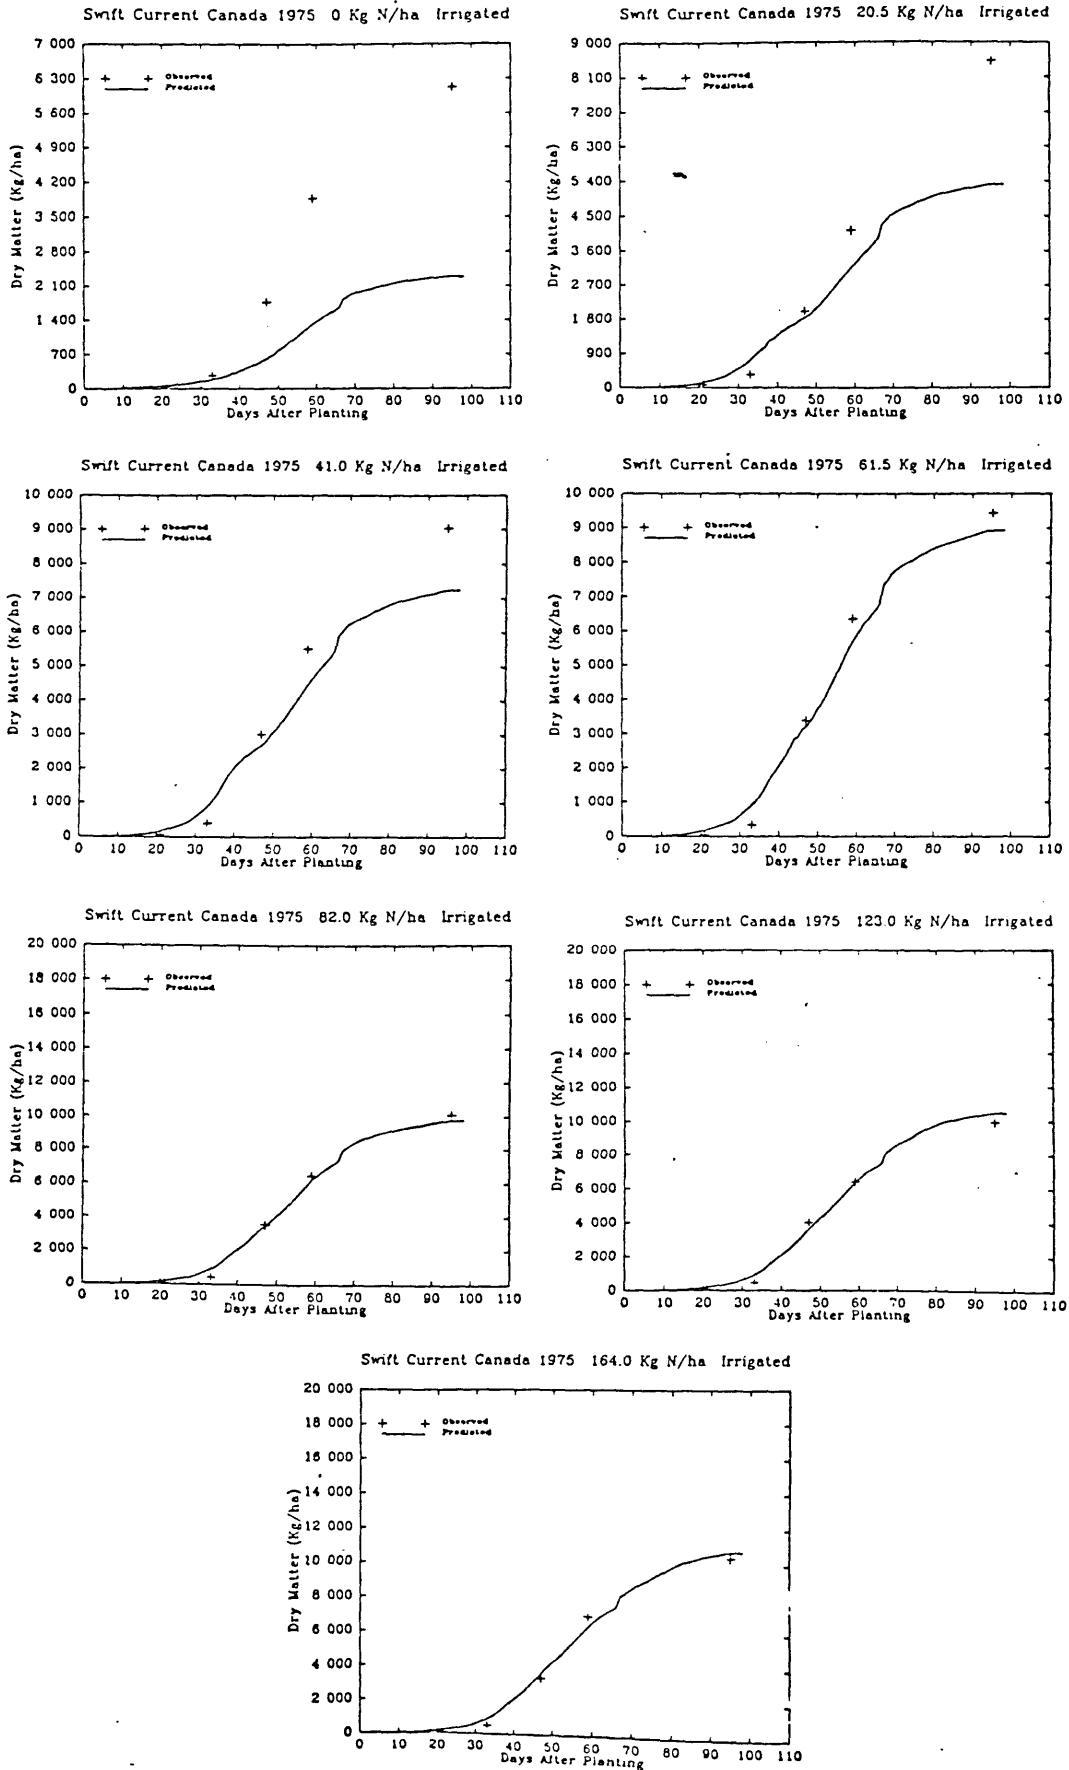 Swift Current Canada 1975 0 Kg N/ha Irrigated
7 000
6 300
5 600
4 900
4 200
3 500
2 800
2 100
1 400
700
0
Dry Matter (Kg/ha)
Observed
Predicted
0 10 20 30 40 50 60 70 80 90 100 110
Days After Planting
Swift Current Canada 1975 20.5 Kg N/ha Irrigated
9 000
8 100
7 200
6 300
5 400
4 500
3 600
2 700
1 800
900
0
Dry Matter (Kg/ha)
Observed
Predicted
0 10 20 30 40 50 60 70 80 90 100 110
Days After Planting
Swift Current Canada 1975 41.0 Kg N/ha Irrigated
10 000
9 000
8 000
7 000
6 000
5 000
4 000
3 000
2 000
1 000
0
Dry Matter (Kg/ha)
Observed
Predicted
0 10 20 30 40 50 60 70 80 90 100 110
Days After Planting
Swift Current Canada 1975 61.5 Kg N/ha Irrigated
10 000
9 000
8 000
7 000
6 000
5 000
4 000
3 000
2 000
1 000
0
Dry Matter (Kg/ha)
Observed
Predicted
0 10 20 30 40 50 60 70 80 90 100 110
Days After Planting
Swift Current Canada 1975 82.0 Kg N/ha Irrigated
20 000
18 000
16 000
14 000
12 000
10 000
8 000
6 000
4 000
2 000
0
Dry Matter (Kg/ha)
Observed
Predicted
0 10 20 30 40 50 60 70 80 90 100 110
Days After Planting
Swift Current Canada 1975 123.0 Kg N/ha Irrigated
20 000
18 000
16 000
14 000
12 000
10 000
8 000
6 000
4 000
2 000
0
Dry Matter (Kg/ha)
Observed
Predicted
0 10 20 30 40 50 60 70 80 90 100 110
Days After Planting
Swift Current Canada 1975 164.0 Kg N/ha Irrigated
20 000
18 000
16 000
14 000
12 000
10 000
8 000
6 000
4 000
2 000
0
Dry Matter (Kg/ha)
Observed
Predicted
0 10 20 30 40 50 60 70 80 90 100 110
Days After Planting